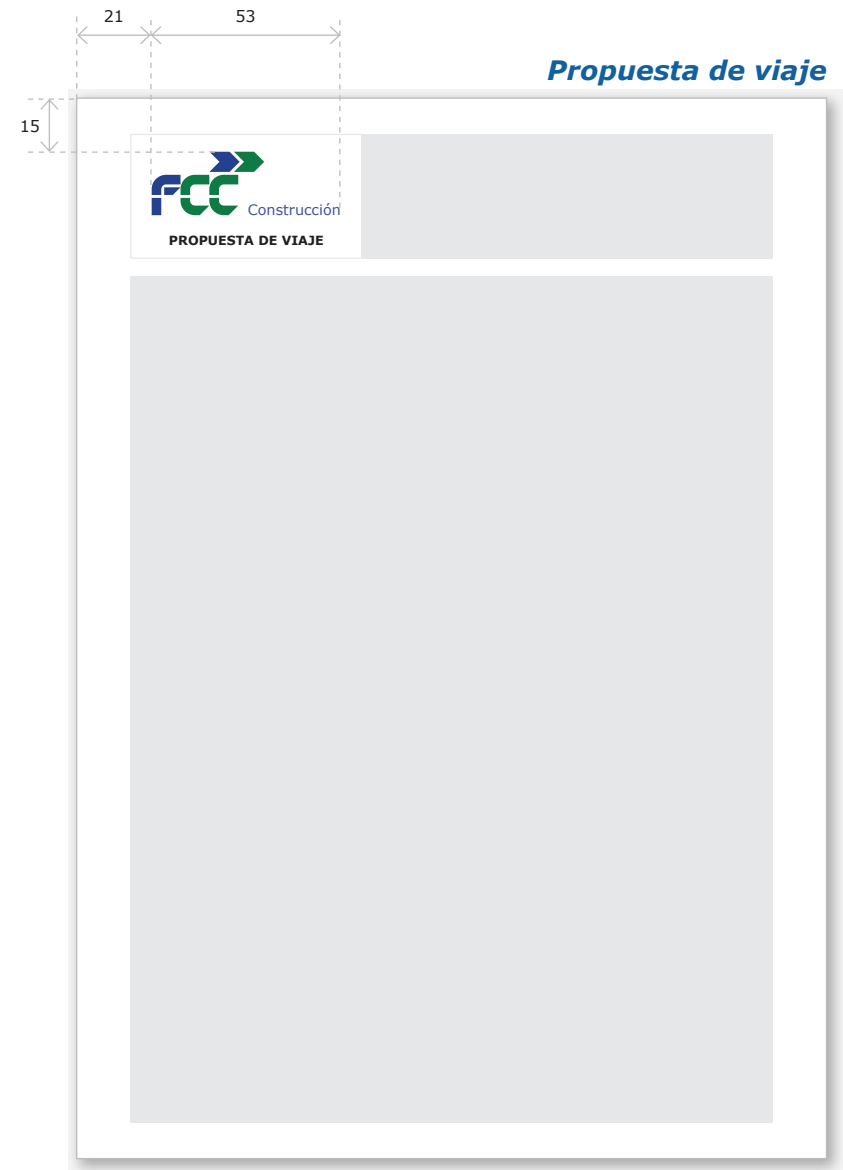 21 53
Propuesta de viaje
15
FCC Construcción
PROPUESTA DE VIAJE